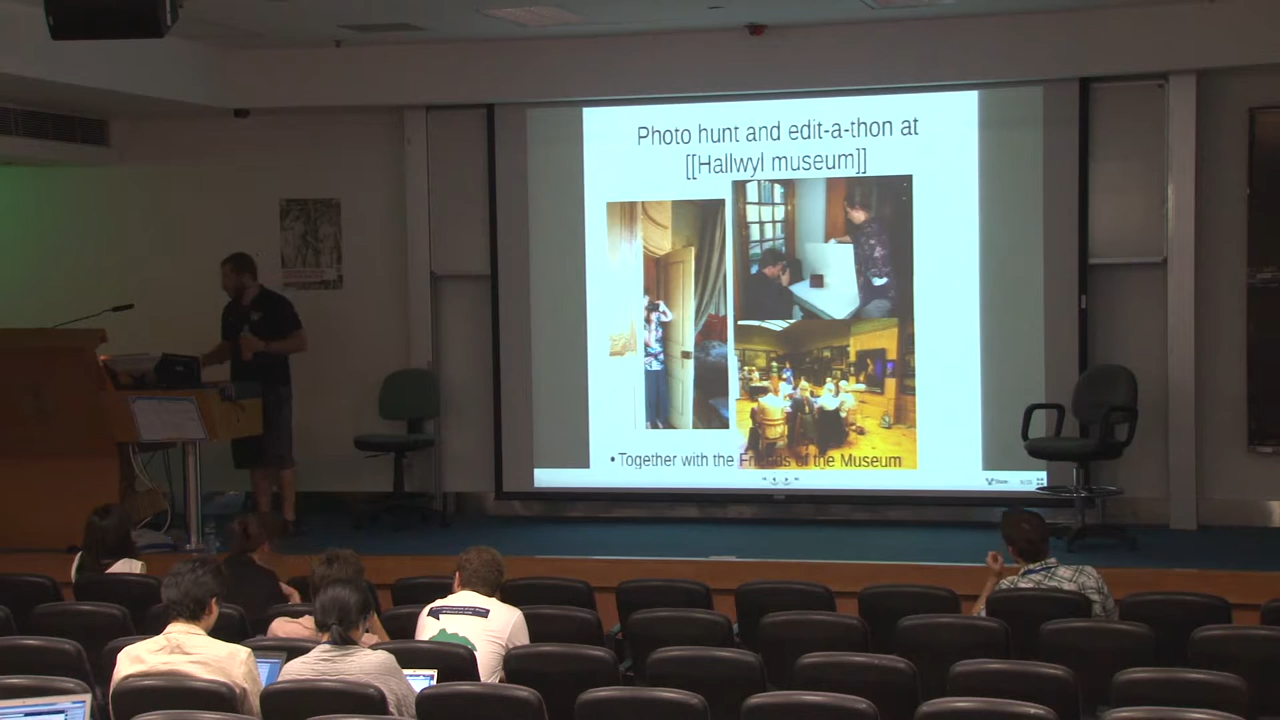 Photo hunt and edit-a-thon at
[[Hallwyl museum]]
• Together with the Friends of the Museum